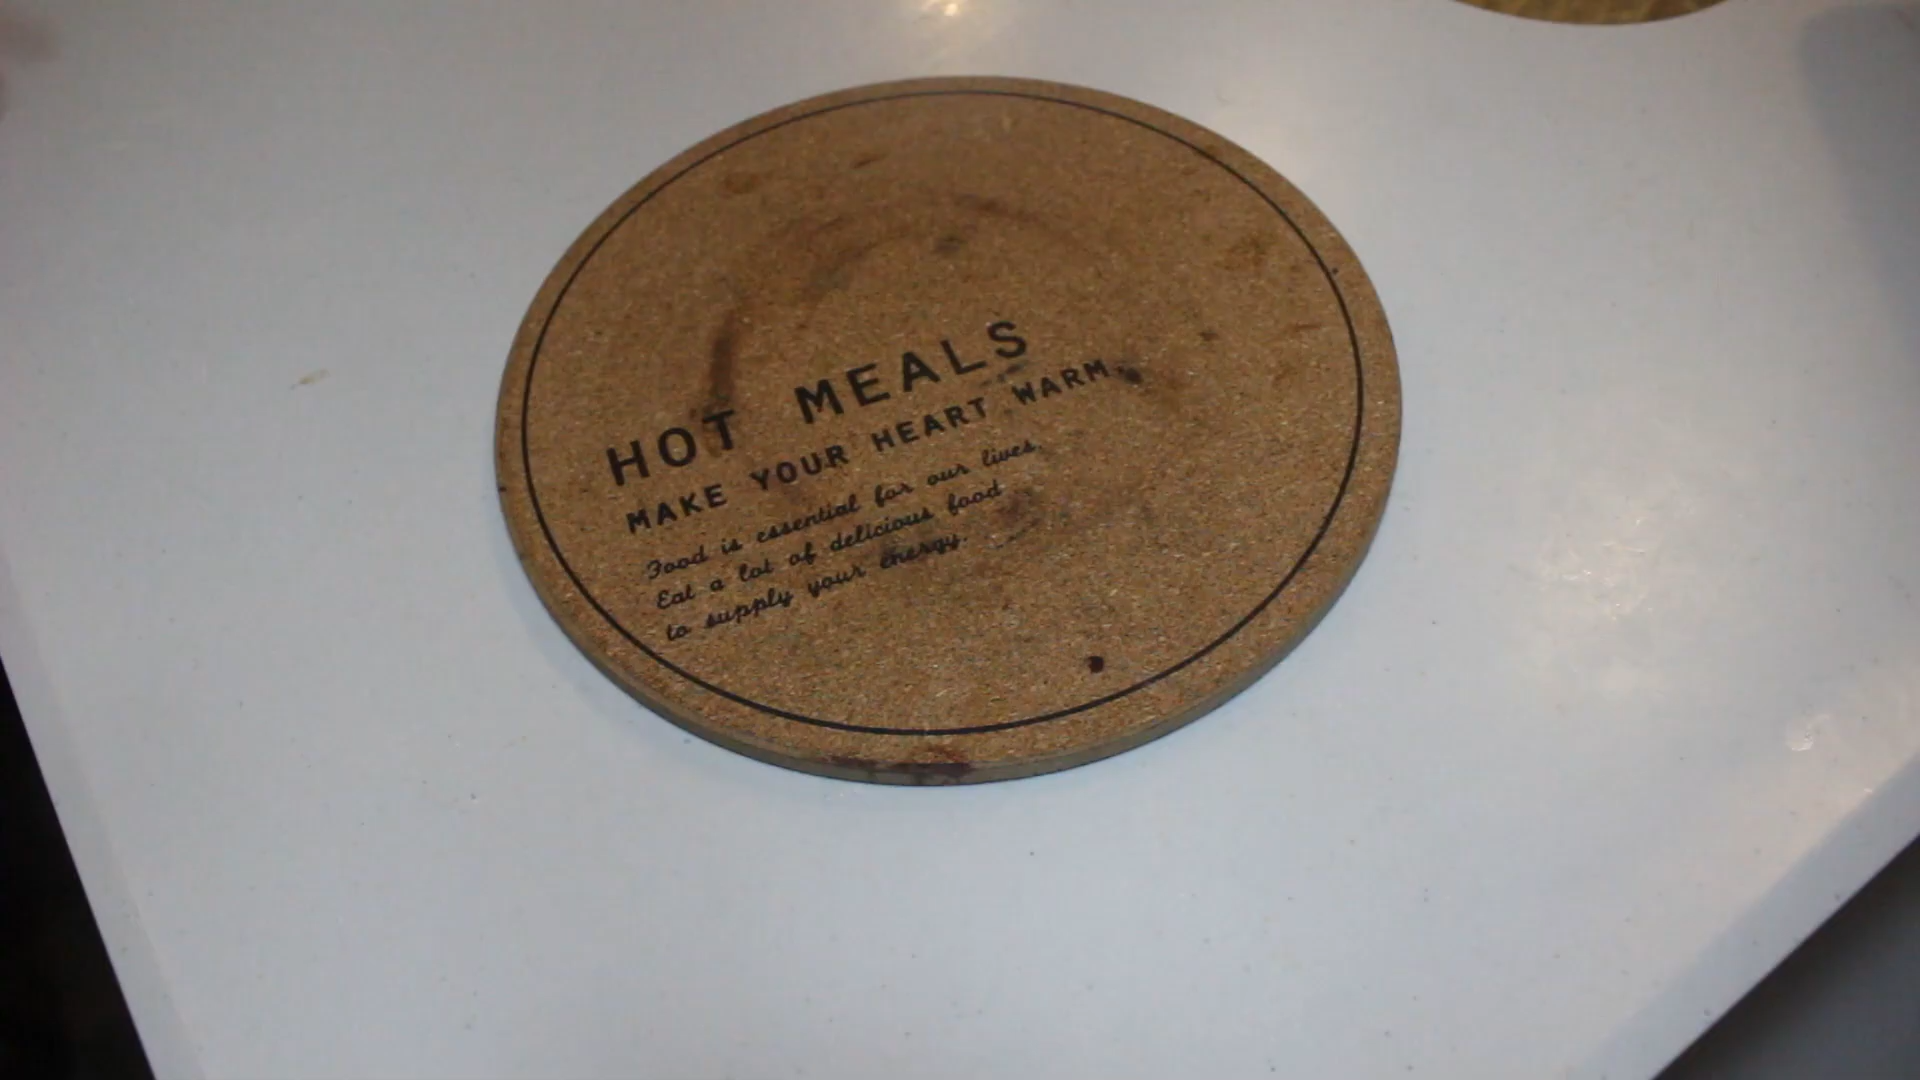 HOT MEALS
MAKE YOUR HEART WARM.
Food is essential for our lives.
Eat a lot of delicious food
to supply your energy.